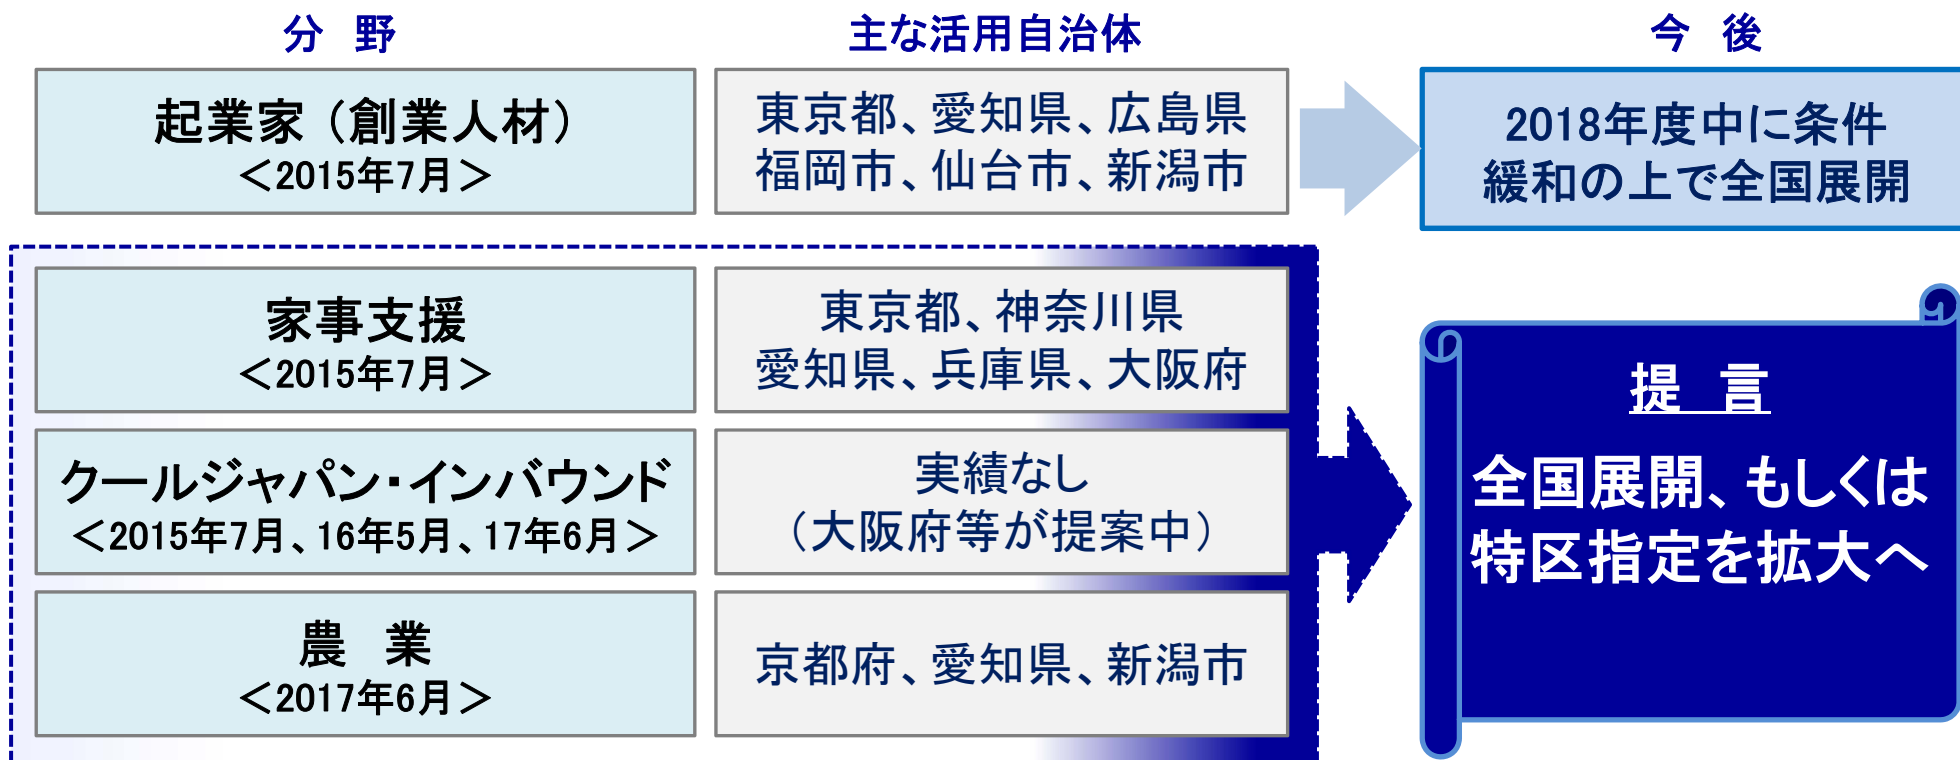 分 野
主な活用自治体
今 後
起業家（創業人材）
＜2015年7月＞
東京都、愛知県、広島県
福岡市、仙台市、新潟市
2018年度中に条件
緩和の上で全国展開
家事支援
＜2015年7月＞
東京都、神奈川県
愛知県、兵庫県、大阪府
クールジャパン・インバウンド
＜2015年7月、16年5月、17年6月＞
実績なし
（大阪府等が提案中）
農 業
＜2017年6月＞
京都府、愛知県、新潟市
提 言
全国展開、もしくは
特区指定を拡大へ